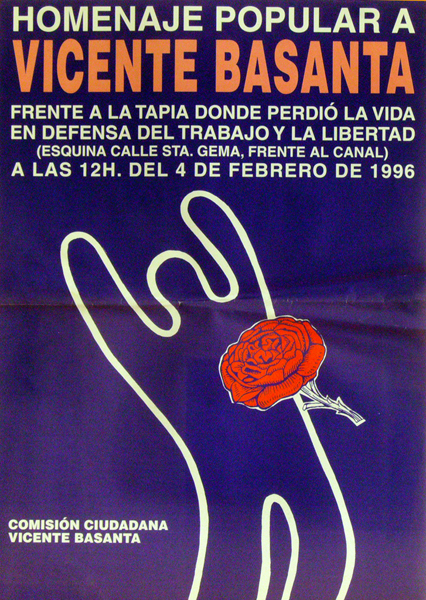 HOMENAJE POPULAR A
VICENTE BASANTA
FRENTE A LA TAPIA DONDE PERDIÓ LA VIDA
EN DEFENSA DEL TRABAJO Y LA LIBERTAD
(ESQUINA CALLE STA. GEMA, FRENTE AL CANAL)
A LAS 12H. DEL 4 DE FEBRERO DE 1996
COMISIÓN CIUDADANA
VICENTE BASANTA